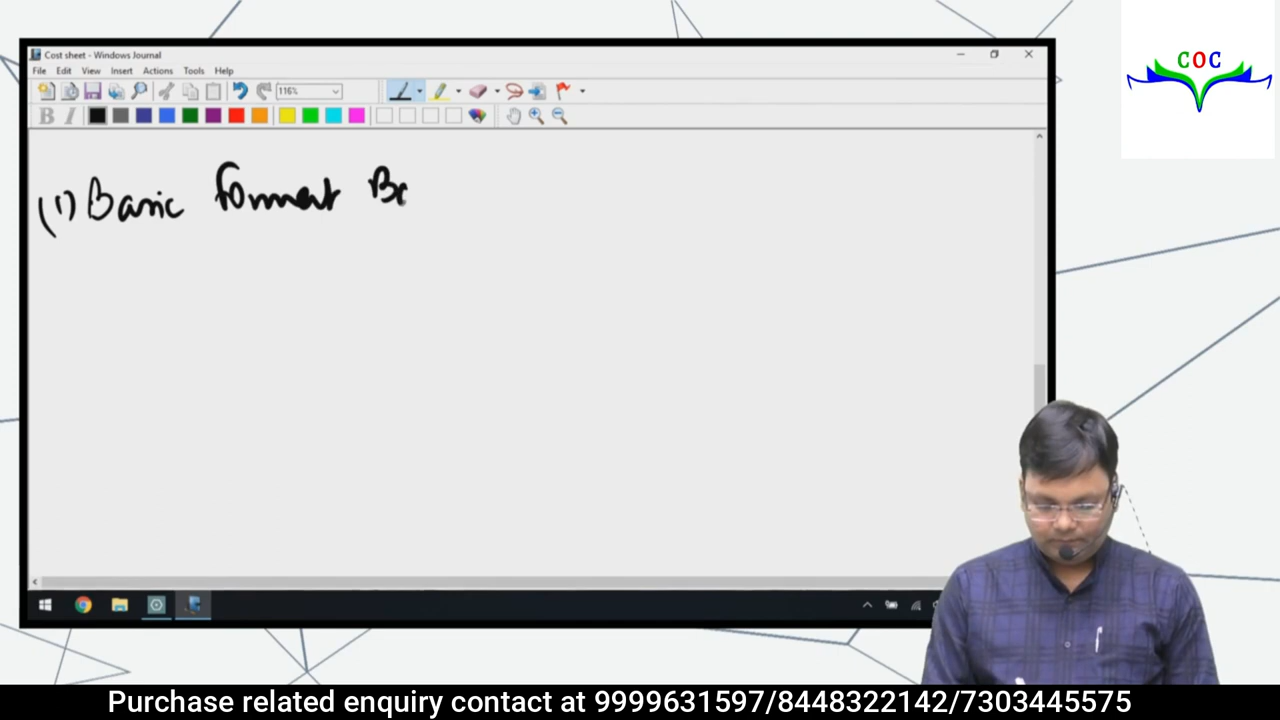 COC
Cost sheet - Windows Journal
File Edit View Insert Actions Tools Help
116%
B I
(1) Basic format
Purchase related enquiry contact at 9999631597/8448322142/7303445575